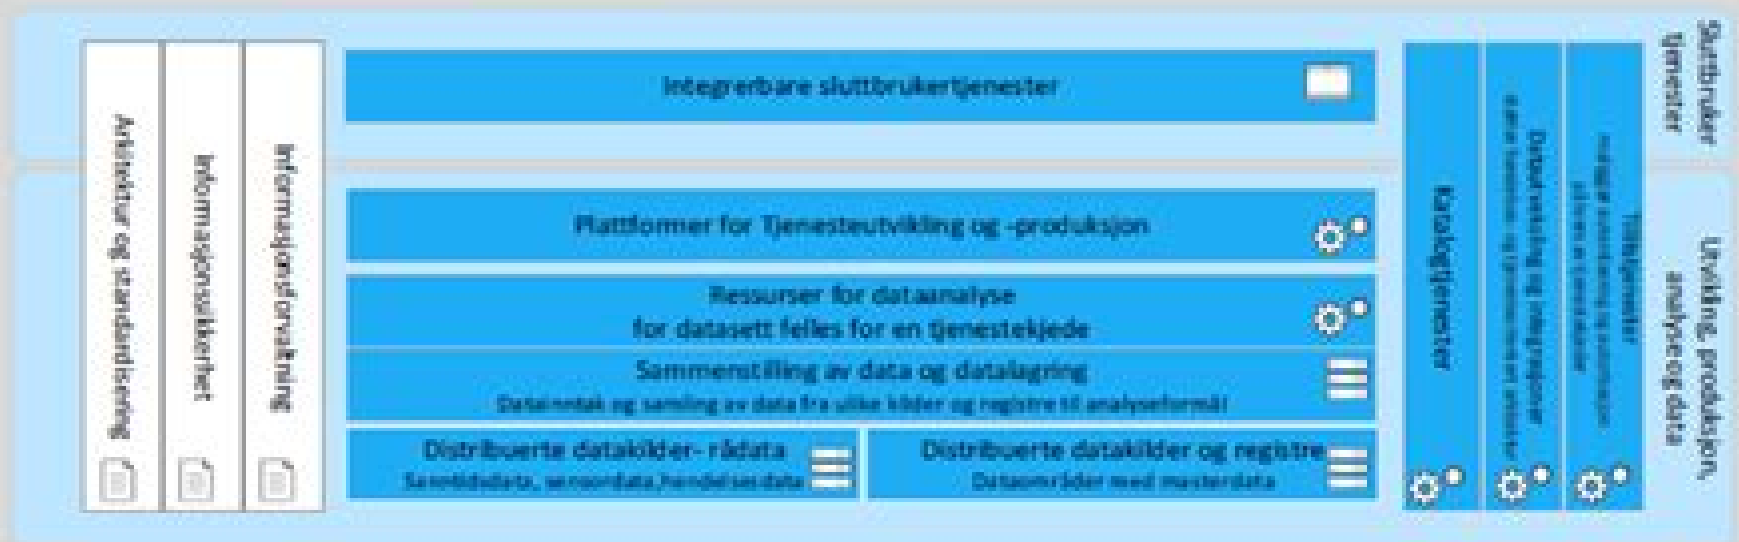 Arkitektur og standardisering
Informasjonssikkerhet
Informasjonsforvaltning
Integrerbare sluttbrukertjenester
Plattformer for Tjenesteutvikling og -produksjon
Ressurser for dataanalyse
for datasett felles for en tjenestekjede
Sammenstilling av data og datalagring
Datainntak og samling av data fra ulike kilder og registre til analyseformål
Distribuerte datakilder- rådata
Sanntidsdata, sensordata,hendelsesdata
Distribuerte datakilder og registre
Dataområder med masterdata
Katalogtjenester
Datautveksling og integrasjoner
Tillitstjenester
Sluttbruker
tjenester
Utvikling, produksjon,
analyse og data